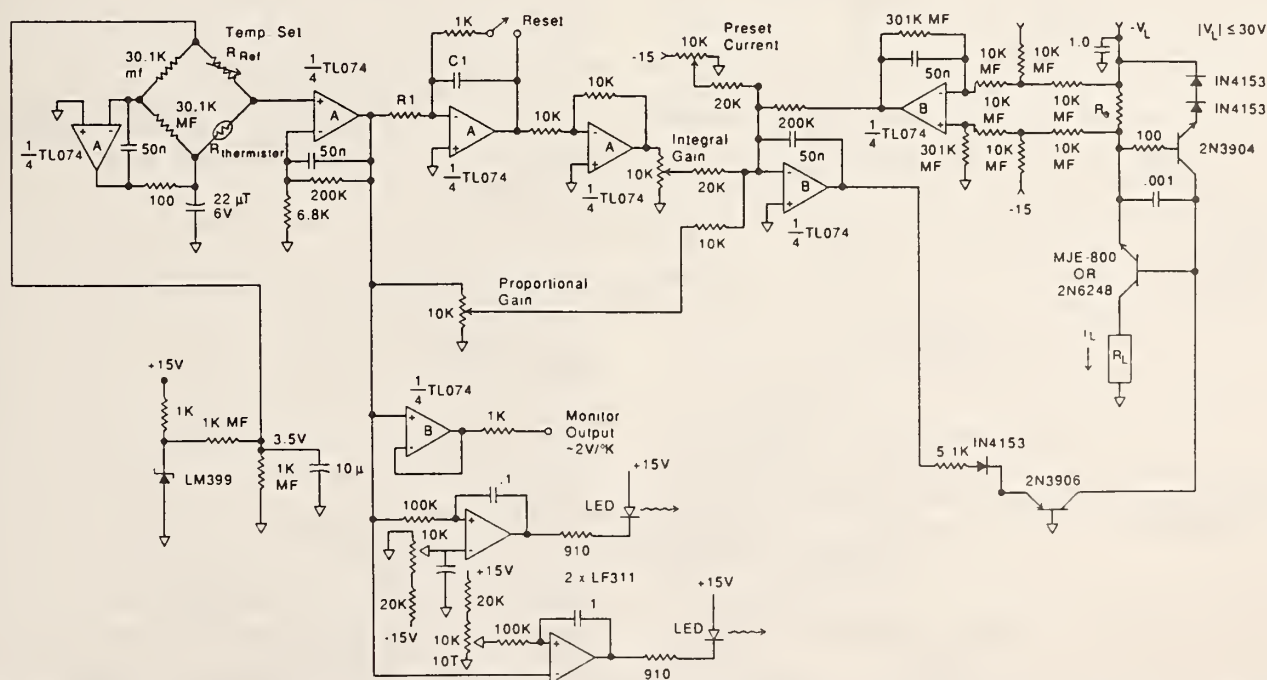 Temp. Set
R Ref
30.1K
mf
30.1K
MF
R thermister
1/4 TL074
A
50n
100
22 µT
6V
1/4 TL074
A
50n
200K
6.8K
R1
1K
Reset
C1
A
1/4 TL074
10K
10K
A
1/4 TL074
10K
Integral
Gain
20K
10K
Preset
Current
-15
10K
20K
200K
50n
B
1/4 TL074
301K MF
50n
B
1/4 TL074
10K
MF
10K
MF
10K
MF
10K
MF
301K
MF
10K
MF
10K
MF
-15
1.0
-VL
|VL| ≤ 30V
IN4153
IN4153
100
2N3904
.001
MJE-800
OR
2N6248
IL
RL
IN4153
5.1K
2N3906
Proportional
Gain
10K
1/4 TL074
B
1K
Monitor
Output
~2V/°K
+15V
1K
1K MF
3.5V
LM399
1K
MF
10 µ
100K
.1
10K
20K
-15V
+15V
20K
10K
10T
910
LED
+15V
2 x LF311
100K
1
910
LED
+15V